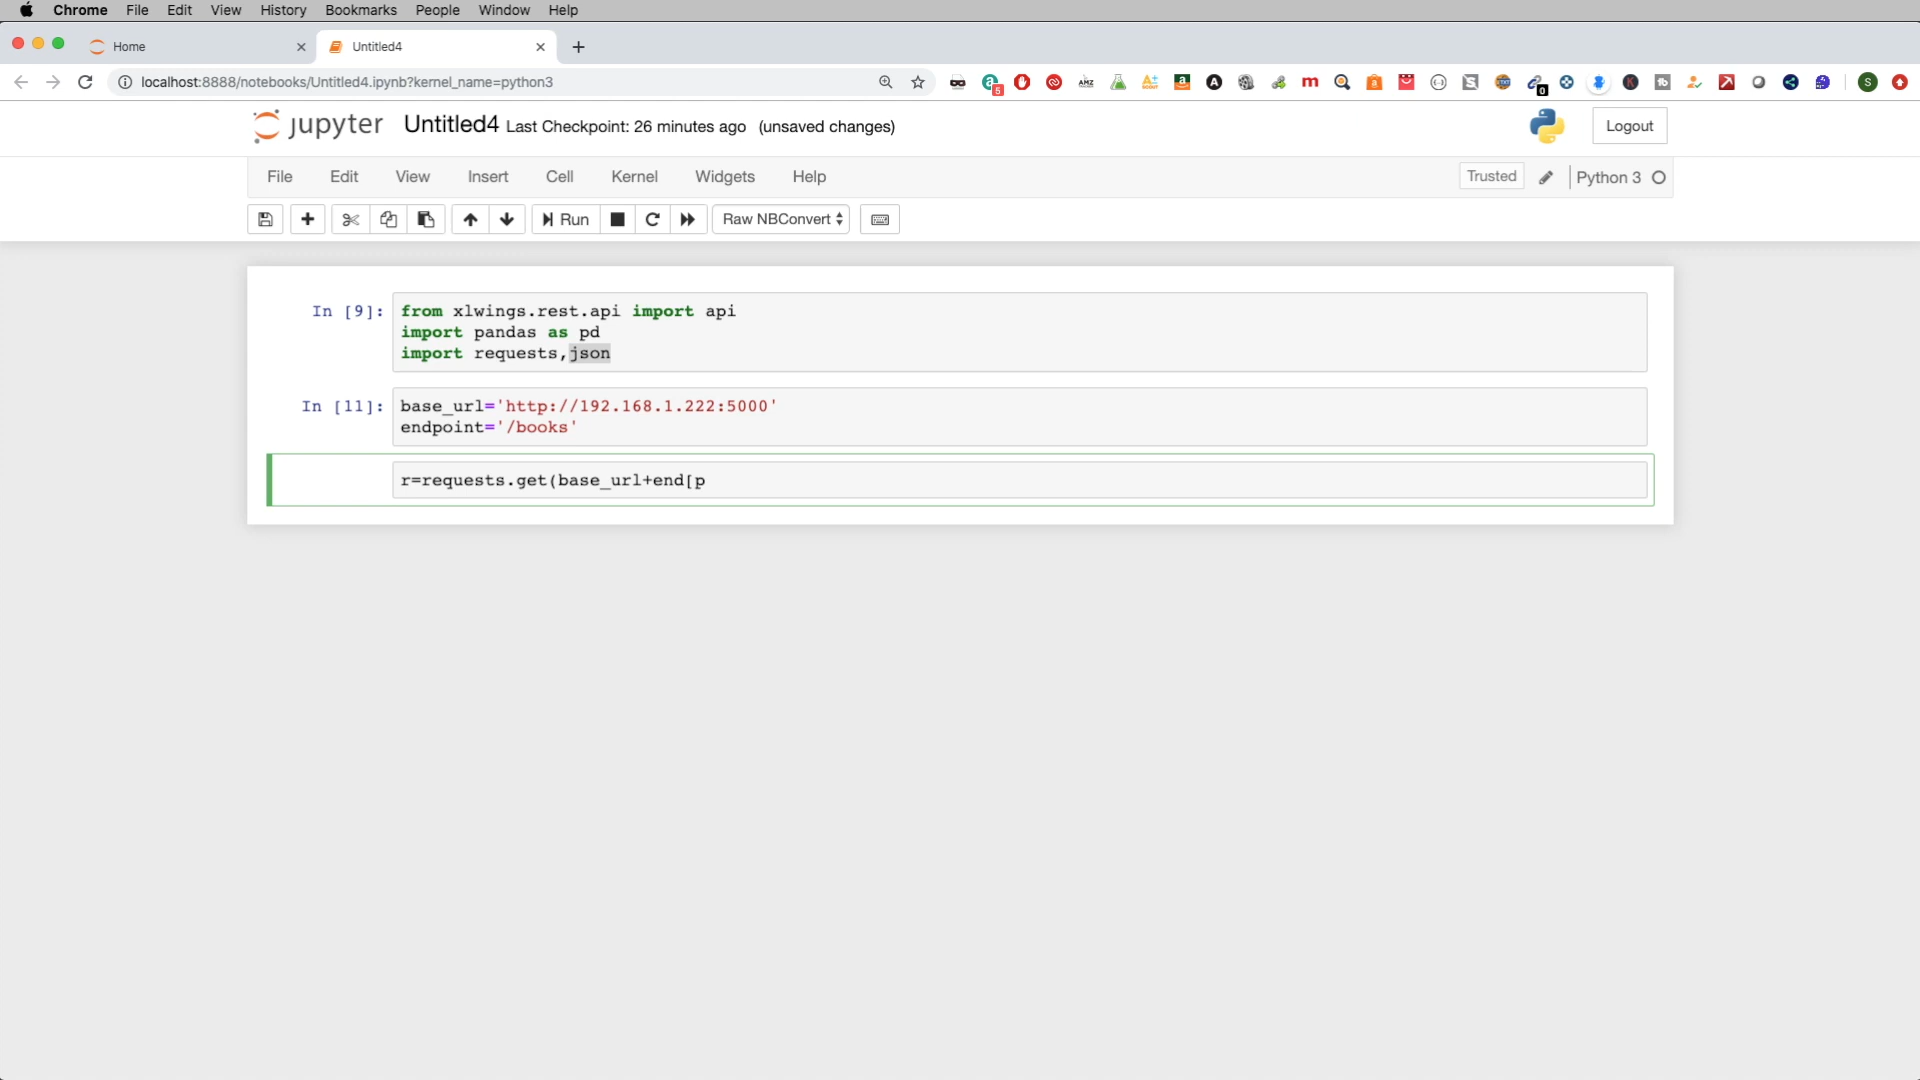 Chrome File Edit View History Bookmarks People Window Help
Home
Untitled4
localhost:8888/notebooks/Untitled4.ipynb?kernel_name=python3
jupyter Untitled4 Last Checkpoint: 26 minutes ago (unsaved changes)
Logout
File Edit View Insert Cell Kernel Widgets Help
Trusted
Python 3
Run
Raw NBConvert
In [9]:
from xlwings.rest.api import api
import pandas as pd
import requests,json
In [11]:
base_url='http://192.168.1.222:5000'
endpoint='/books'
r=requests.get(base_url+end[p